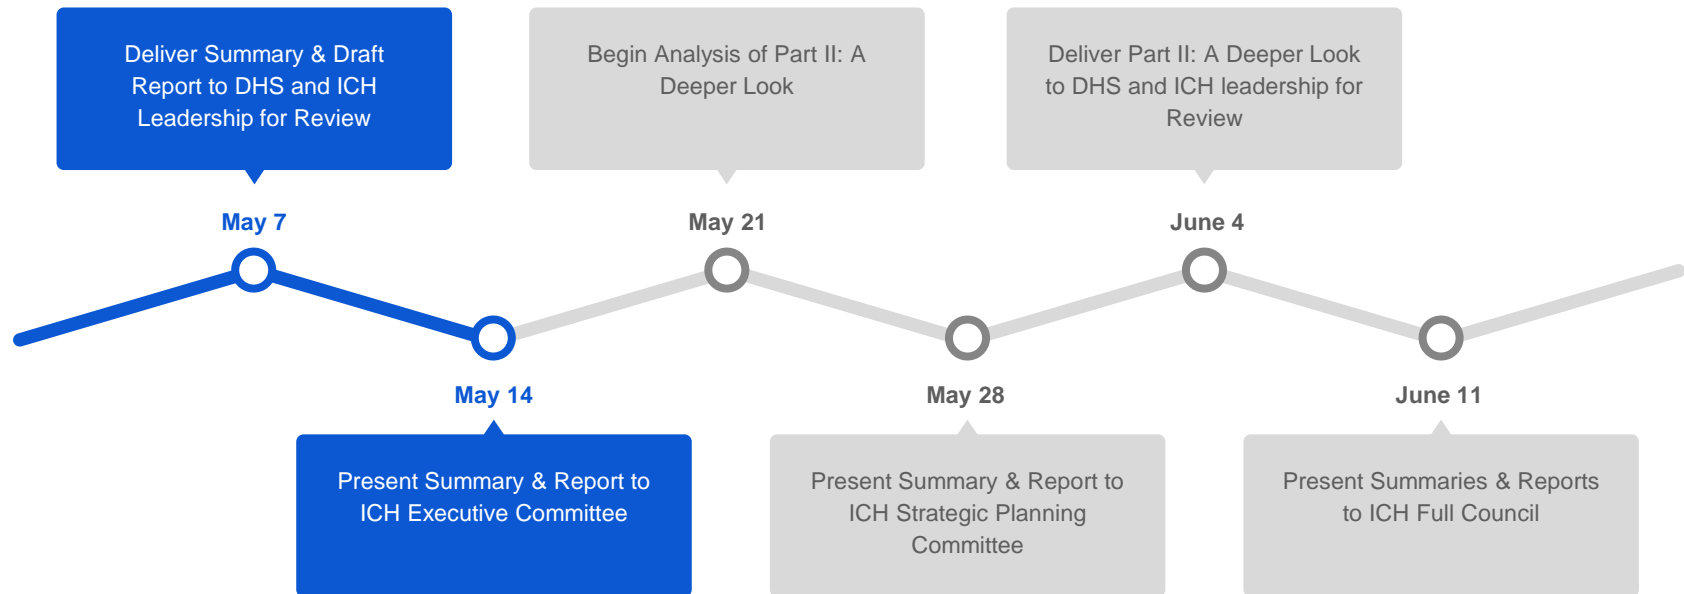 Deliver Summary & Draft
Report to DHS and ICH
Leadership for Review
Begin Analysis of Part II: A
Deeper Look
Deliver Part II: A Deeper Look
to DHS and ICH leadership for
Review
May 7
May 21
June 4
May 14
May 28
June 11
Present Summary & Report to
ICH Executive Committee
Present Summary & Report to
ICH Strategic Planning
Committee
Present Summaries & Reports
to ICH Full Council